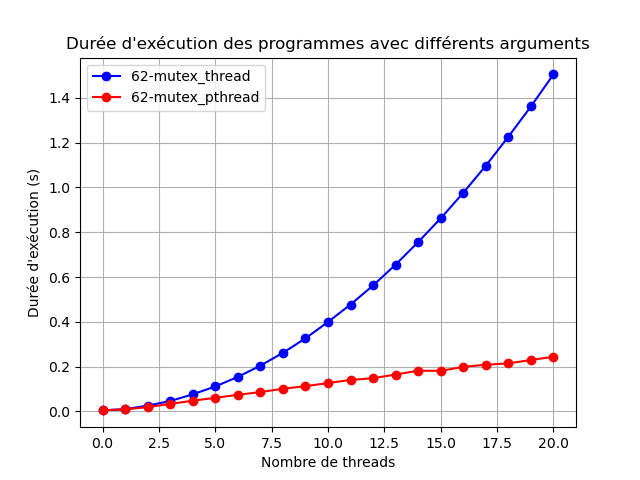 Durée d'exécution des programmes avec différents arguments
62-mutex_thread
62-mutex_pthread
Durée d'exécution (s)
1.4
1.2
1.0
0.8
0.6
0.4
0.2
0.0
0.0 2.5 5.0 7.5 10.0 12.5 15.0 17.5 20.0
Nombre de threads